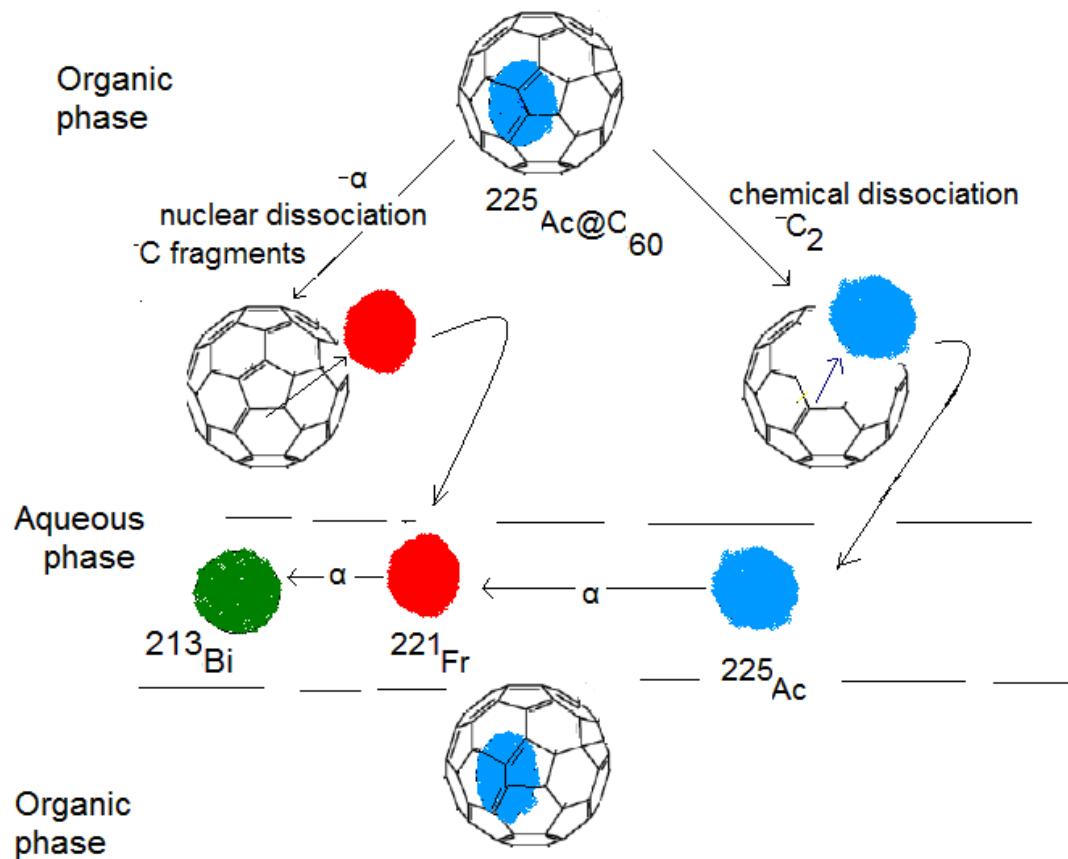 Organic
phase
⁻α
nuclear dissociation
⁻C fragments
²²⁵Ac@C₆₀
chemical dissociation
⁻C₂
Aqueous
phase
α
α
²¹³Bi
²²¹Fr
²²⁵Ac
Organic
phase